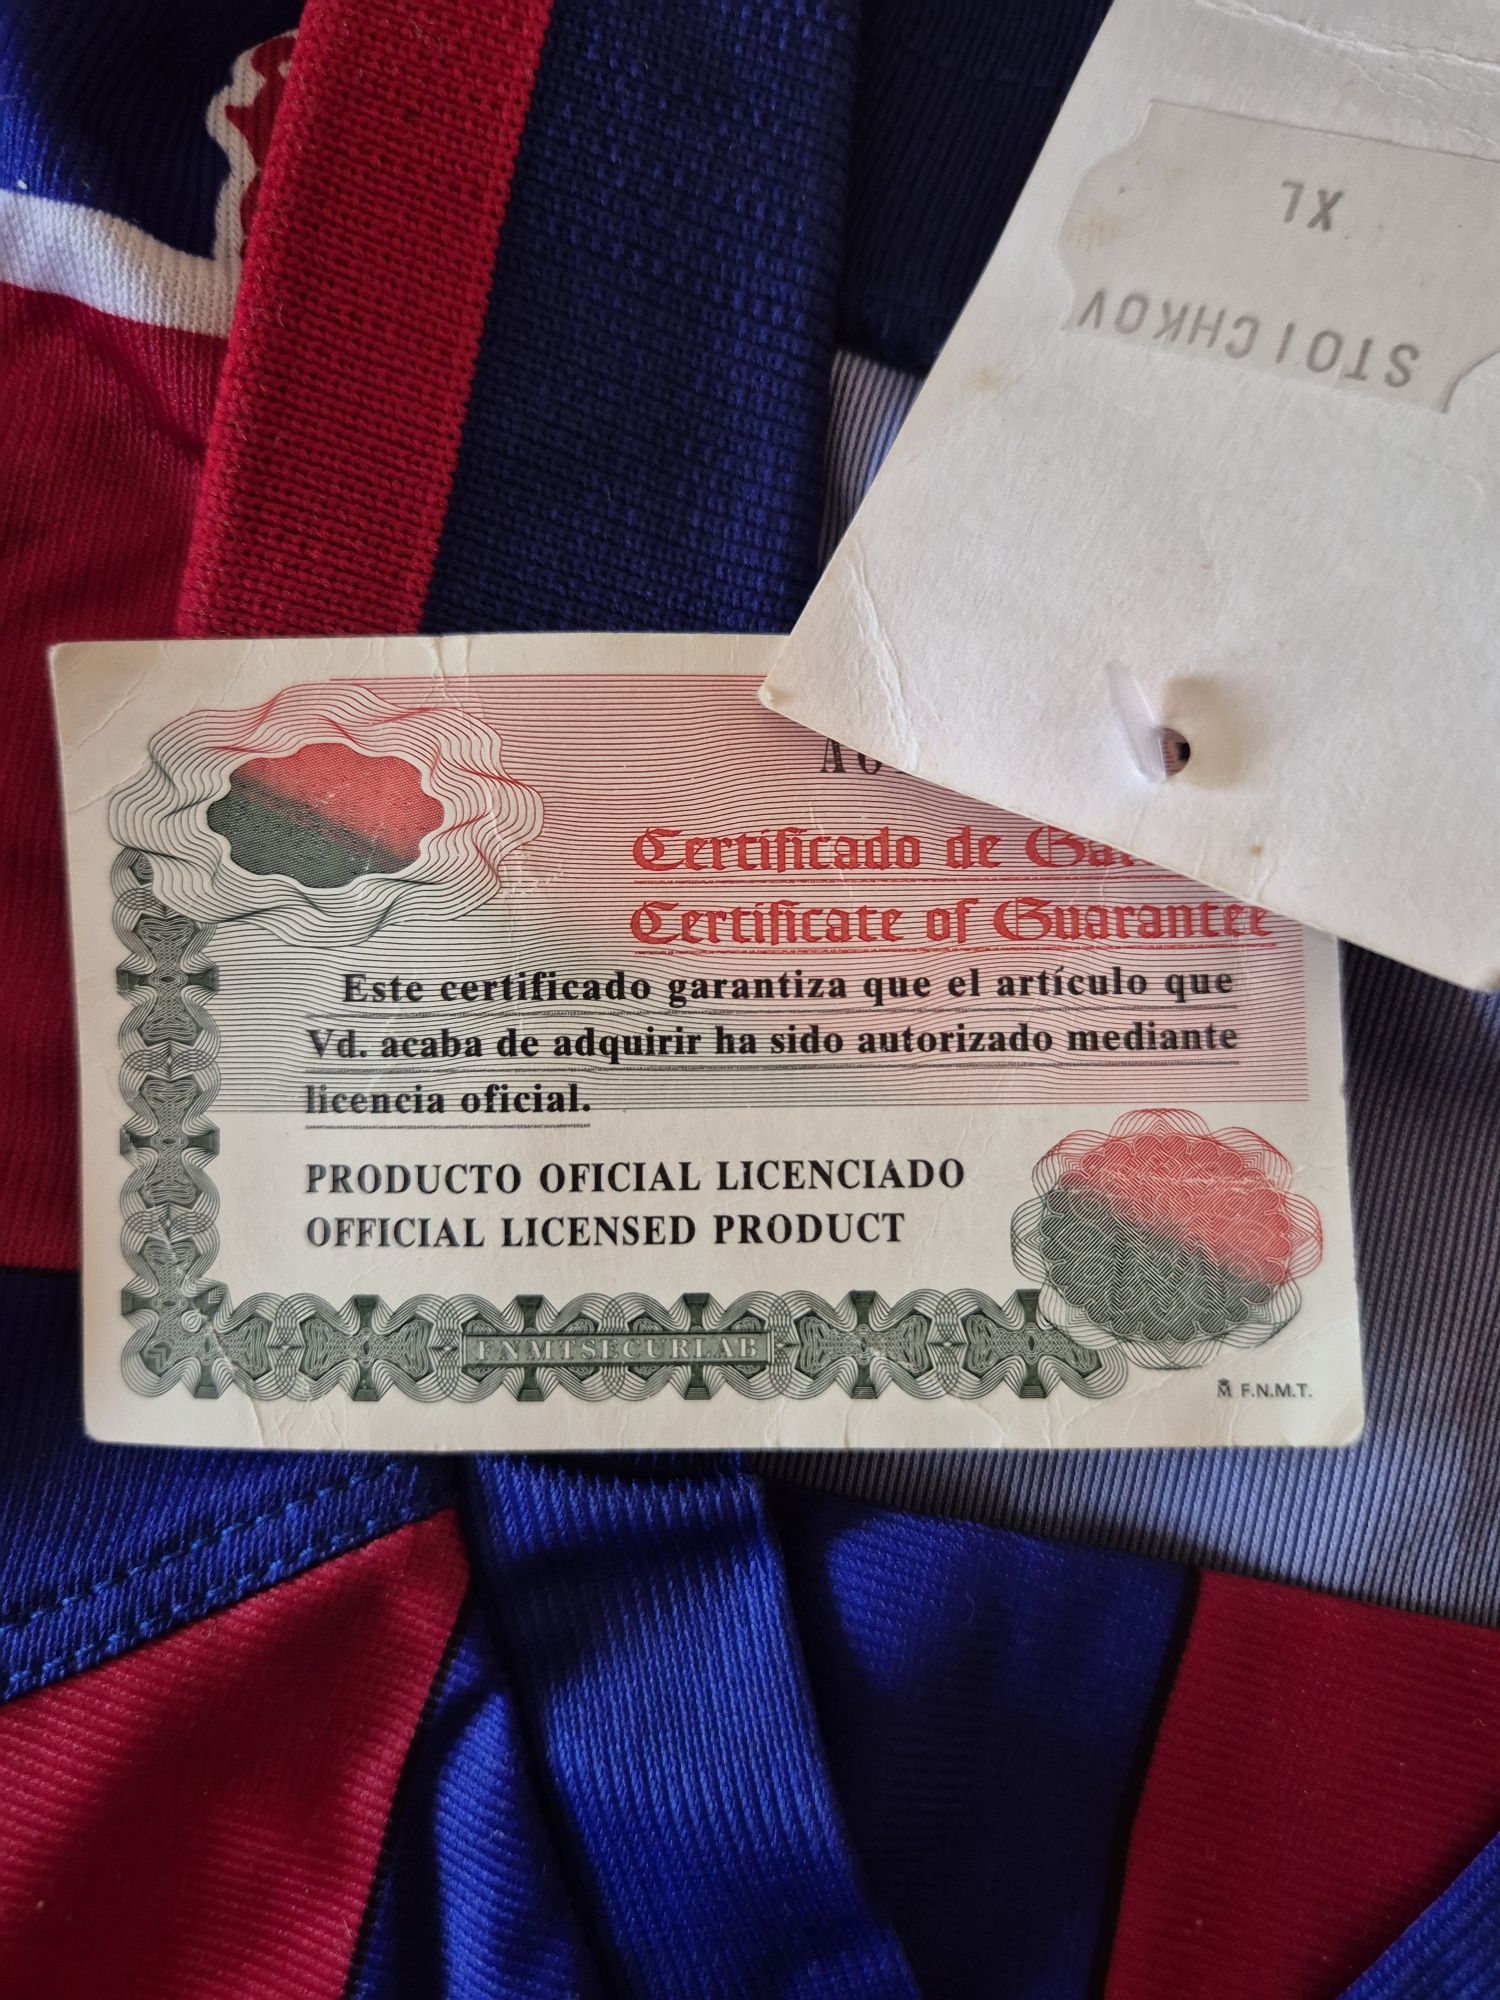 XL
STOICHKOV
Certificado de
Certificate of Guarantee
Este certificado garantiza que el artículo que
Vd. acaba de adquirir ha sido autorizado mediante
licencia oficial.
PRODUCTO OFICIAL LICENCIADO
OFFICIAL LICENSED PRODUCT
FNMTSECURLAB
F.N.M.T.